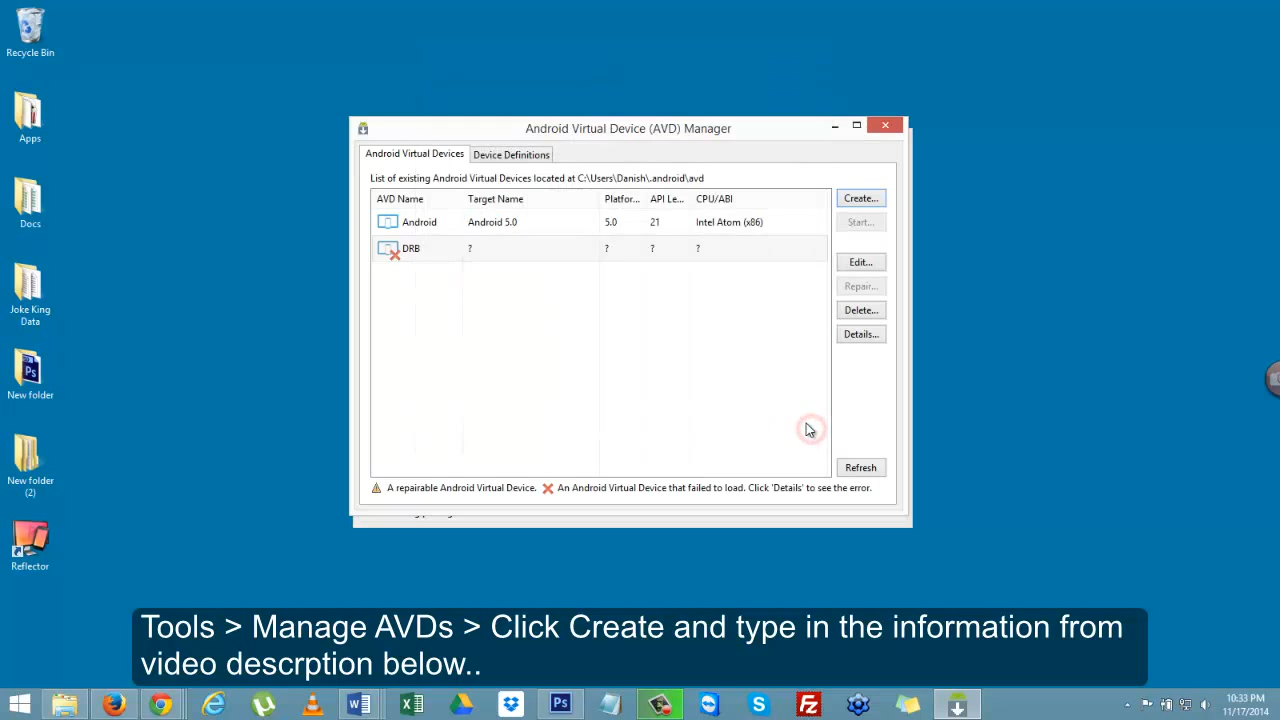 Recycle Bin
Apps
Docs
Joke King
Data
Ps
New folder
New folder
(2)
Reflector
Android Virtual Device (AVD) Manager
Android Virtual Devices
Device Definitions
List of existing Android Virtual Devices located at C:\Users\Danish\.android\avd
AVD Name Target Name Platfor... API Le... CPU/ABI
Android Android 5.0 5.0 21 Intel Atom (x86)
DRB ? ? ? ?
Create...
Start...
Edit...
Repair...
Delete...
Details...
Refresh
A repairable Android Virtual Device. An Android Virtual Device that failed to load. Click 'Details' to see the error.
Tools > Manage AVDs > Click Create and type in the information from
video descrption below..
Ps
10:33 PM
11/17/2014